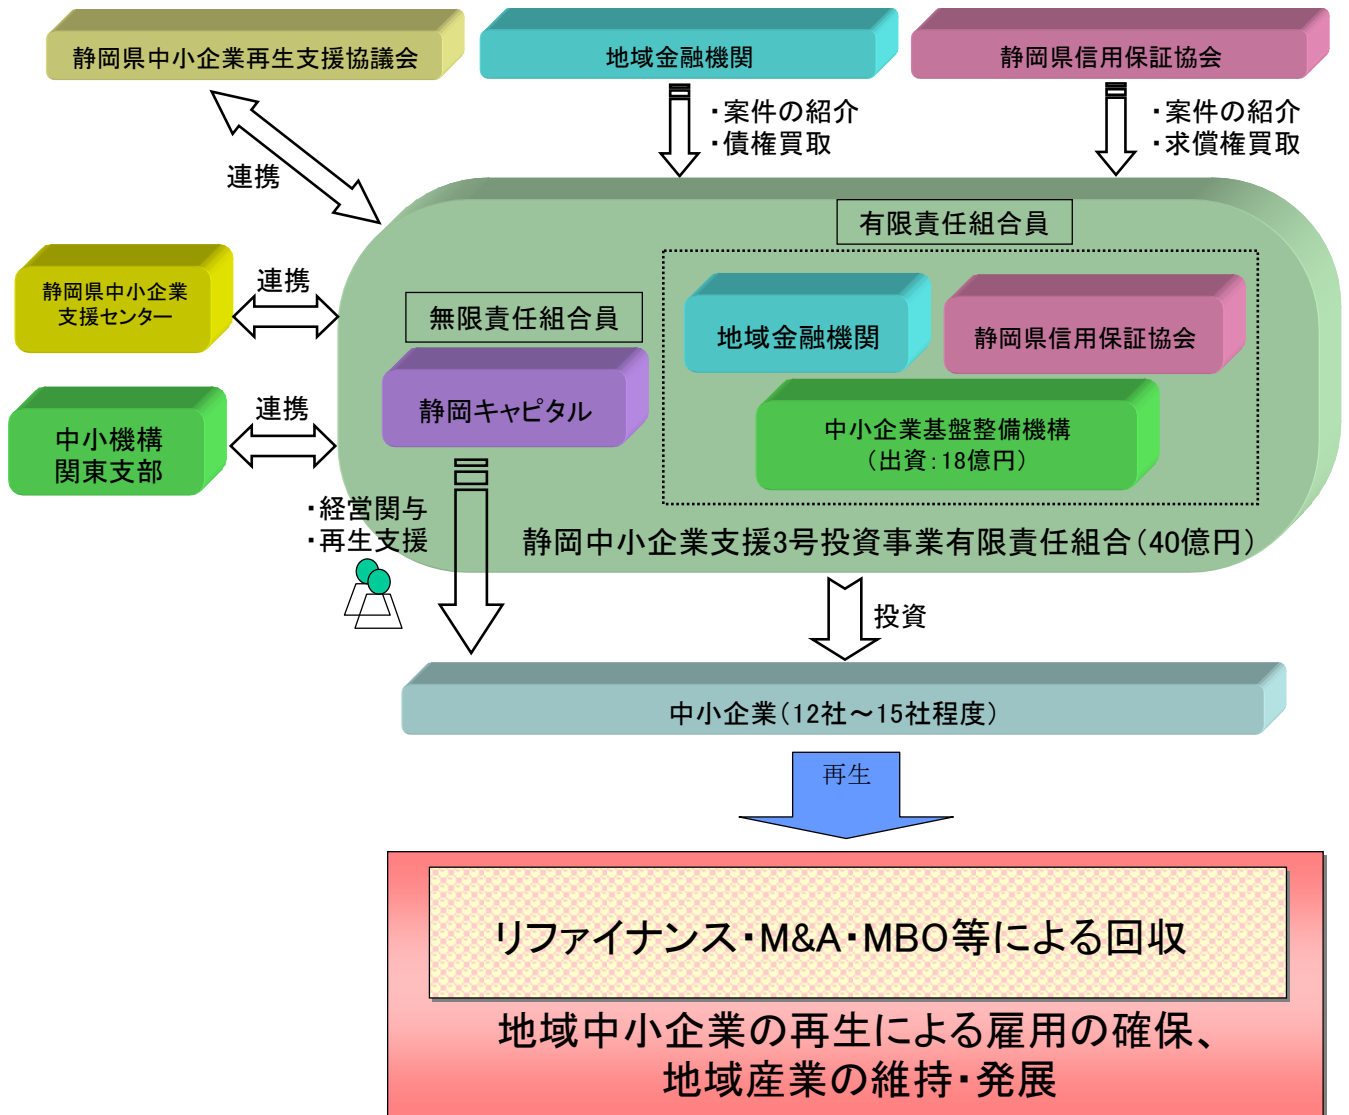 静岡県中小企業再生支援協議会
地域金融機関
静岡県信用保証協会
・案件の紹介
・債権買取
・案件の紹介
・求償権買取
連携
有限責任組合員
静岡県中小企業
支援センター
連携
無限責任組合員
地域金融機関
静岡県信用保証協会
静岡キャピタル
中小企業基盤整備機構
（出資：18億円）
中小機構
関東支部
連携
・経営関与
・再生支援
静岡中小企業支援3号投資事業有限責任組合（40億円）
投資
中小企業（12社～15社程度）
再生
リファイナンス・M&A・MBO等による回収
地域中小企業の再生による雇用の確保、
地域産業の維持・発展